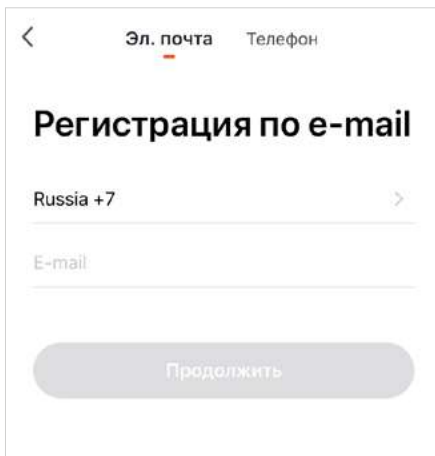 Эл. почта Телефон
Регистрация по e-mail
Russia +7
E-mail
Продолжить